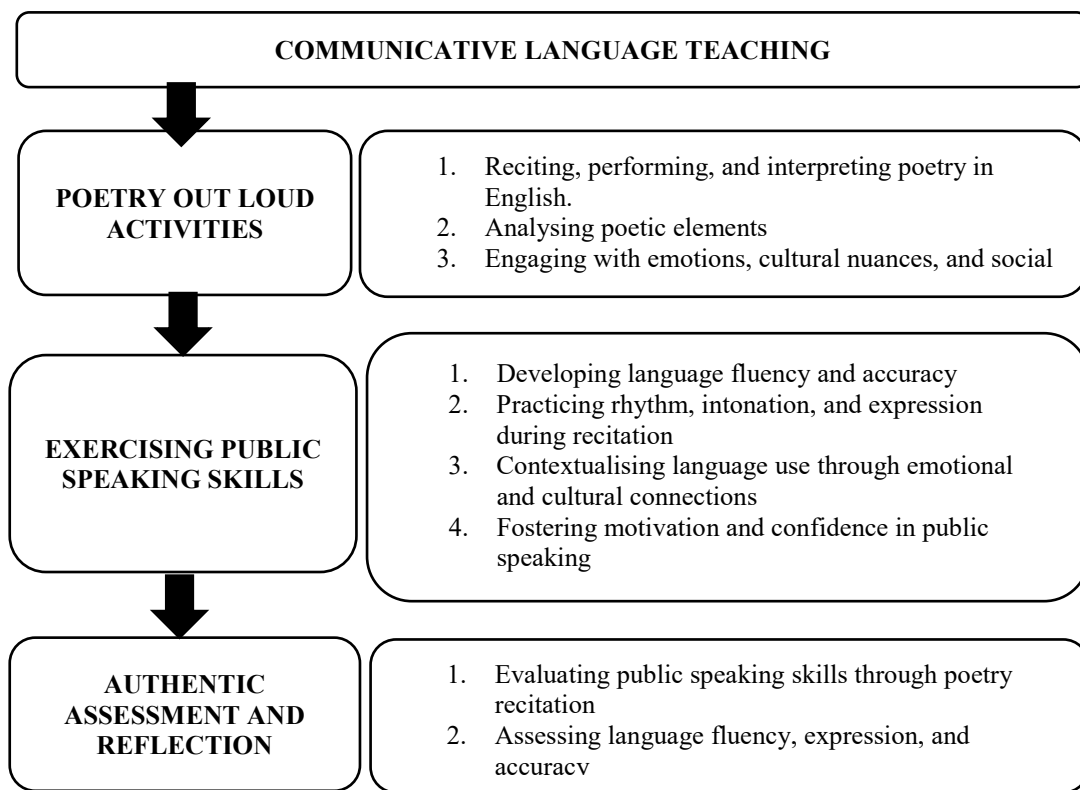 COMMUNICATIVE LANGUAGE TEACHING
POETRY OUT LOUD
ACTIVITIES
1. Reciting, performing, and interpreting poetry in
English.
2. Analysing poetic elements
3. Engaging with emotions, cultural nuances, and social
EXERCISING PUBLIC
SPEAKING SKILLS
1. Developing language fluency and accuracy
2. Practicing rhythm, intonation, and expression
during recitation
3. Contextualising language use through emotional
and cultural connections
4. Fostering motivation and confidence in public
speaking
AUTHENTIC
ASSESSMENT AND
REFLECTION
1. Evaluating public speaking skills through poetry
recitation
2. Assessing language fluency, expression, and
accuracy